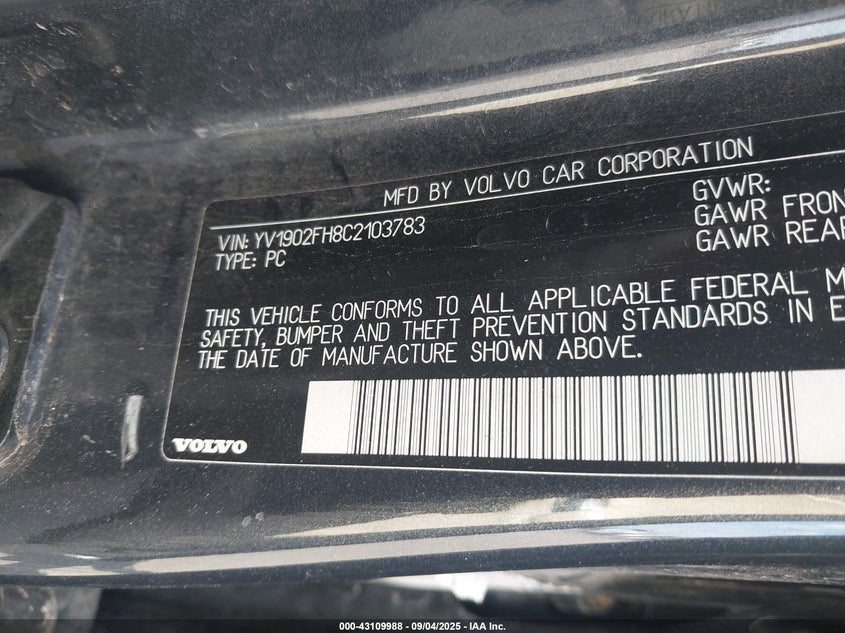 MFD BY VOLVO CAR CORPORATION
VIN: YV1902FH8C2103783
TYPE: PC
GVWR:
GAWR FRON
GAWR REAR
THIS VEHICLE CONFORMS TO ALL APPLICABLE FEDERAL M
SAFETY, BUMPER AND THEFT PREVENTION STANDARDS IN E
THE DATE OF MANUFACTURE SHOWN ABOVE.
VOLVO
000-43109988 - 09/04/2025 - IAA Inc.